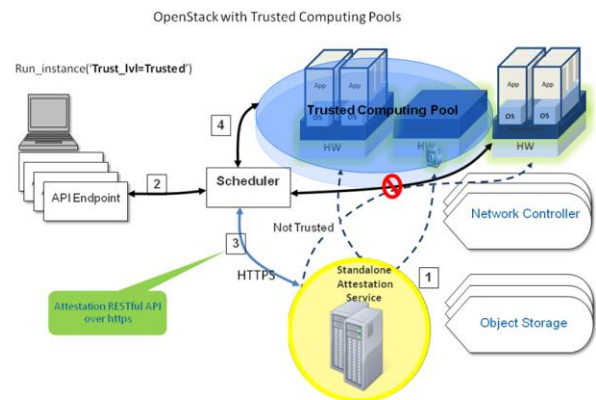 OpenStack with Trusted Computing Pools
Run_instance('Trust_lvl=Trusted')
App
App
App
App
Trusted Computing Pool
OS
OS
OS
OS
HW
HW
HW
4
2
Scheduler
API Endpoint
Network Controller
Not Trusted
3
HTTPS
1
Standalone
Attestation
Service
Attestation RESTful API
over https
Object Storage